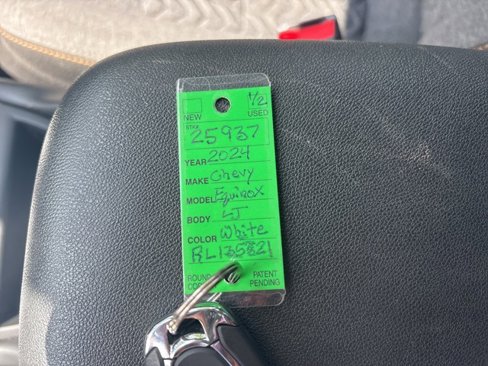 1/2
NEW USED
STK# 25937
YEAR 2024
MAKE Chevy
MODEL Equinox
BODY LT
COLOR White
RL135821
ROUND PATENT
PENDING